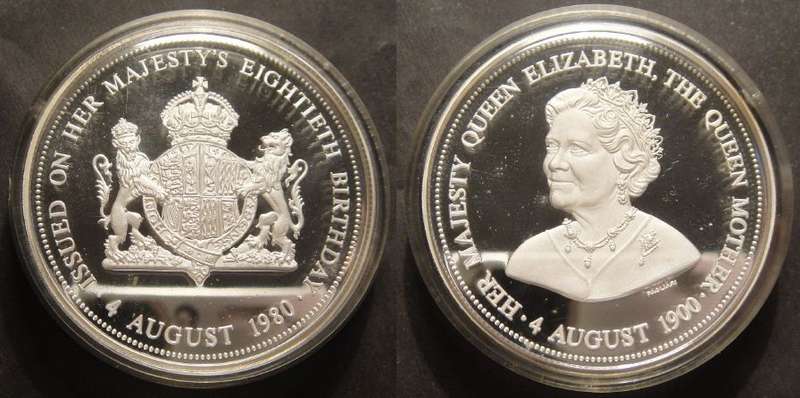 ISSUED ON HER MAJESTY'S EIGHTIETH BIRTHDAY
· 4 AUGUST 1980 ·
HER MAJESTY QUEEN ELIZABETH, THE QUEEN MOTHER
· 4 AUGUST 1900 ·
PAGLIARI